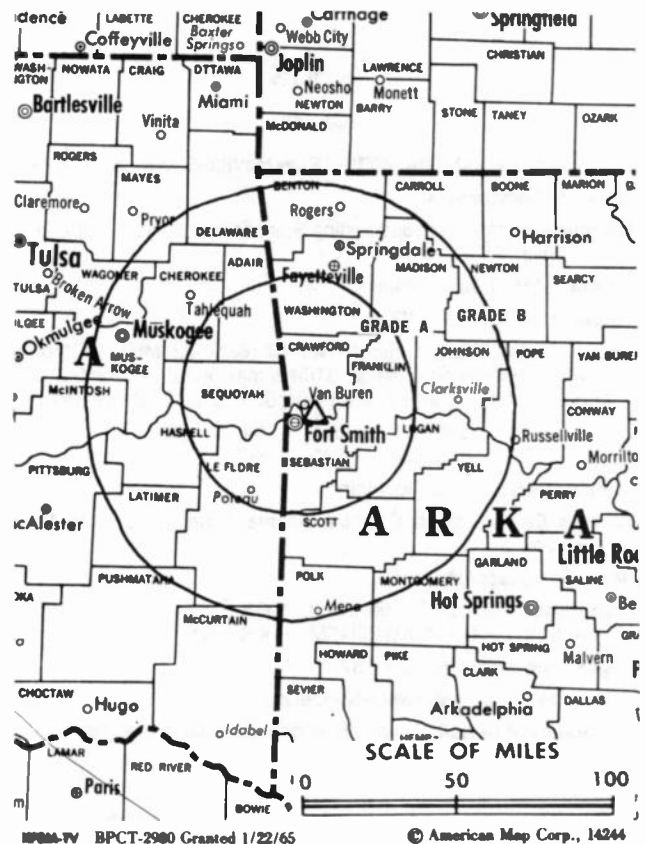 dence
LABETTE
CHEROKEE
Carthage
Springfield
Coffeyville
Baxter Springs
Webb City
Joplin
CHRISTIAN
NOWATA
CRAIG
OTTAWA
LAWRENCE
Neosho
Monett
Miami
NEWTON
BARRY
Bartlesville
STONE
TANEY
OZARK
Vinita
McDONALD
ROGERS
MAYES
BENTON
CARROLL
BOONE
MARION
Claremore
Pryor
Rogers
DELAWARE
Harrison
Springdale
Tulsa
ADAIR
Fayetteville
MADISON
NEWTON
WAGONER
CHEROKEE
SEARCY
TULSA
Broken Arrow
Tahlequah
WASHINGTON
GRADE A
GRADE B
Okmulgee
Muskogee
CRAWFORD
JOHNSON
POPE
VAN BUREN
A
MUS-
KOGEE
FRANKLIN
McINTOSH
SEQUOYAH
Van Buren
Clarksville
CONWAY
Fort Smith
LOGAN
Russellville
HASKELL
SEBASTIAN
Morrilto
PITTSBURG
LE FLORE
YELL
LATIMER
Poteau
PERRY
McAlester
SCOTT
A R K A
Little Roc
GARLAND
PUSHMATAHA
POLK
MONTGOMERY
SALINE
Mena
Hot Springs
Be
McCURTAIN
HOT SPRING
HOWARD
PIKE
Malvern
CLARK
CHOCTAW
SEVIER
DALLAS
Hugo
Arkadelphia
Idabel
LAMAR
SCALE OF MILES
RED RIVER
0 50 100
Paris
BOWIE
BPCT-2980 Granted 1/22/65
© American Map Corp., 14244